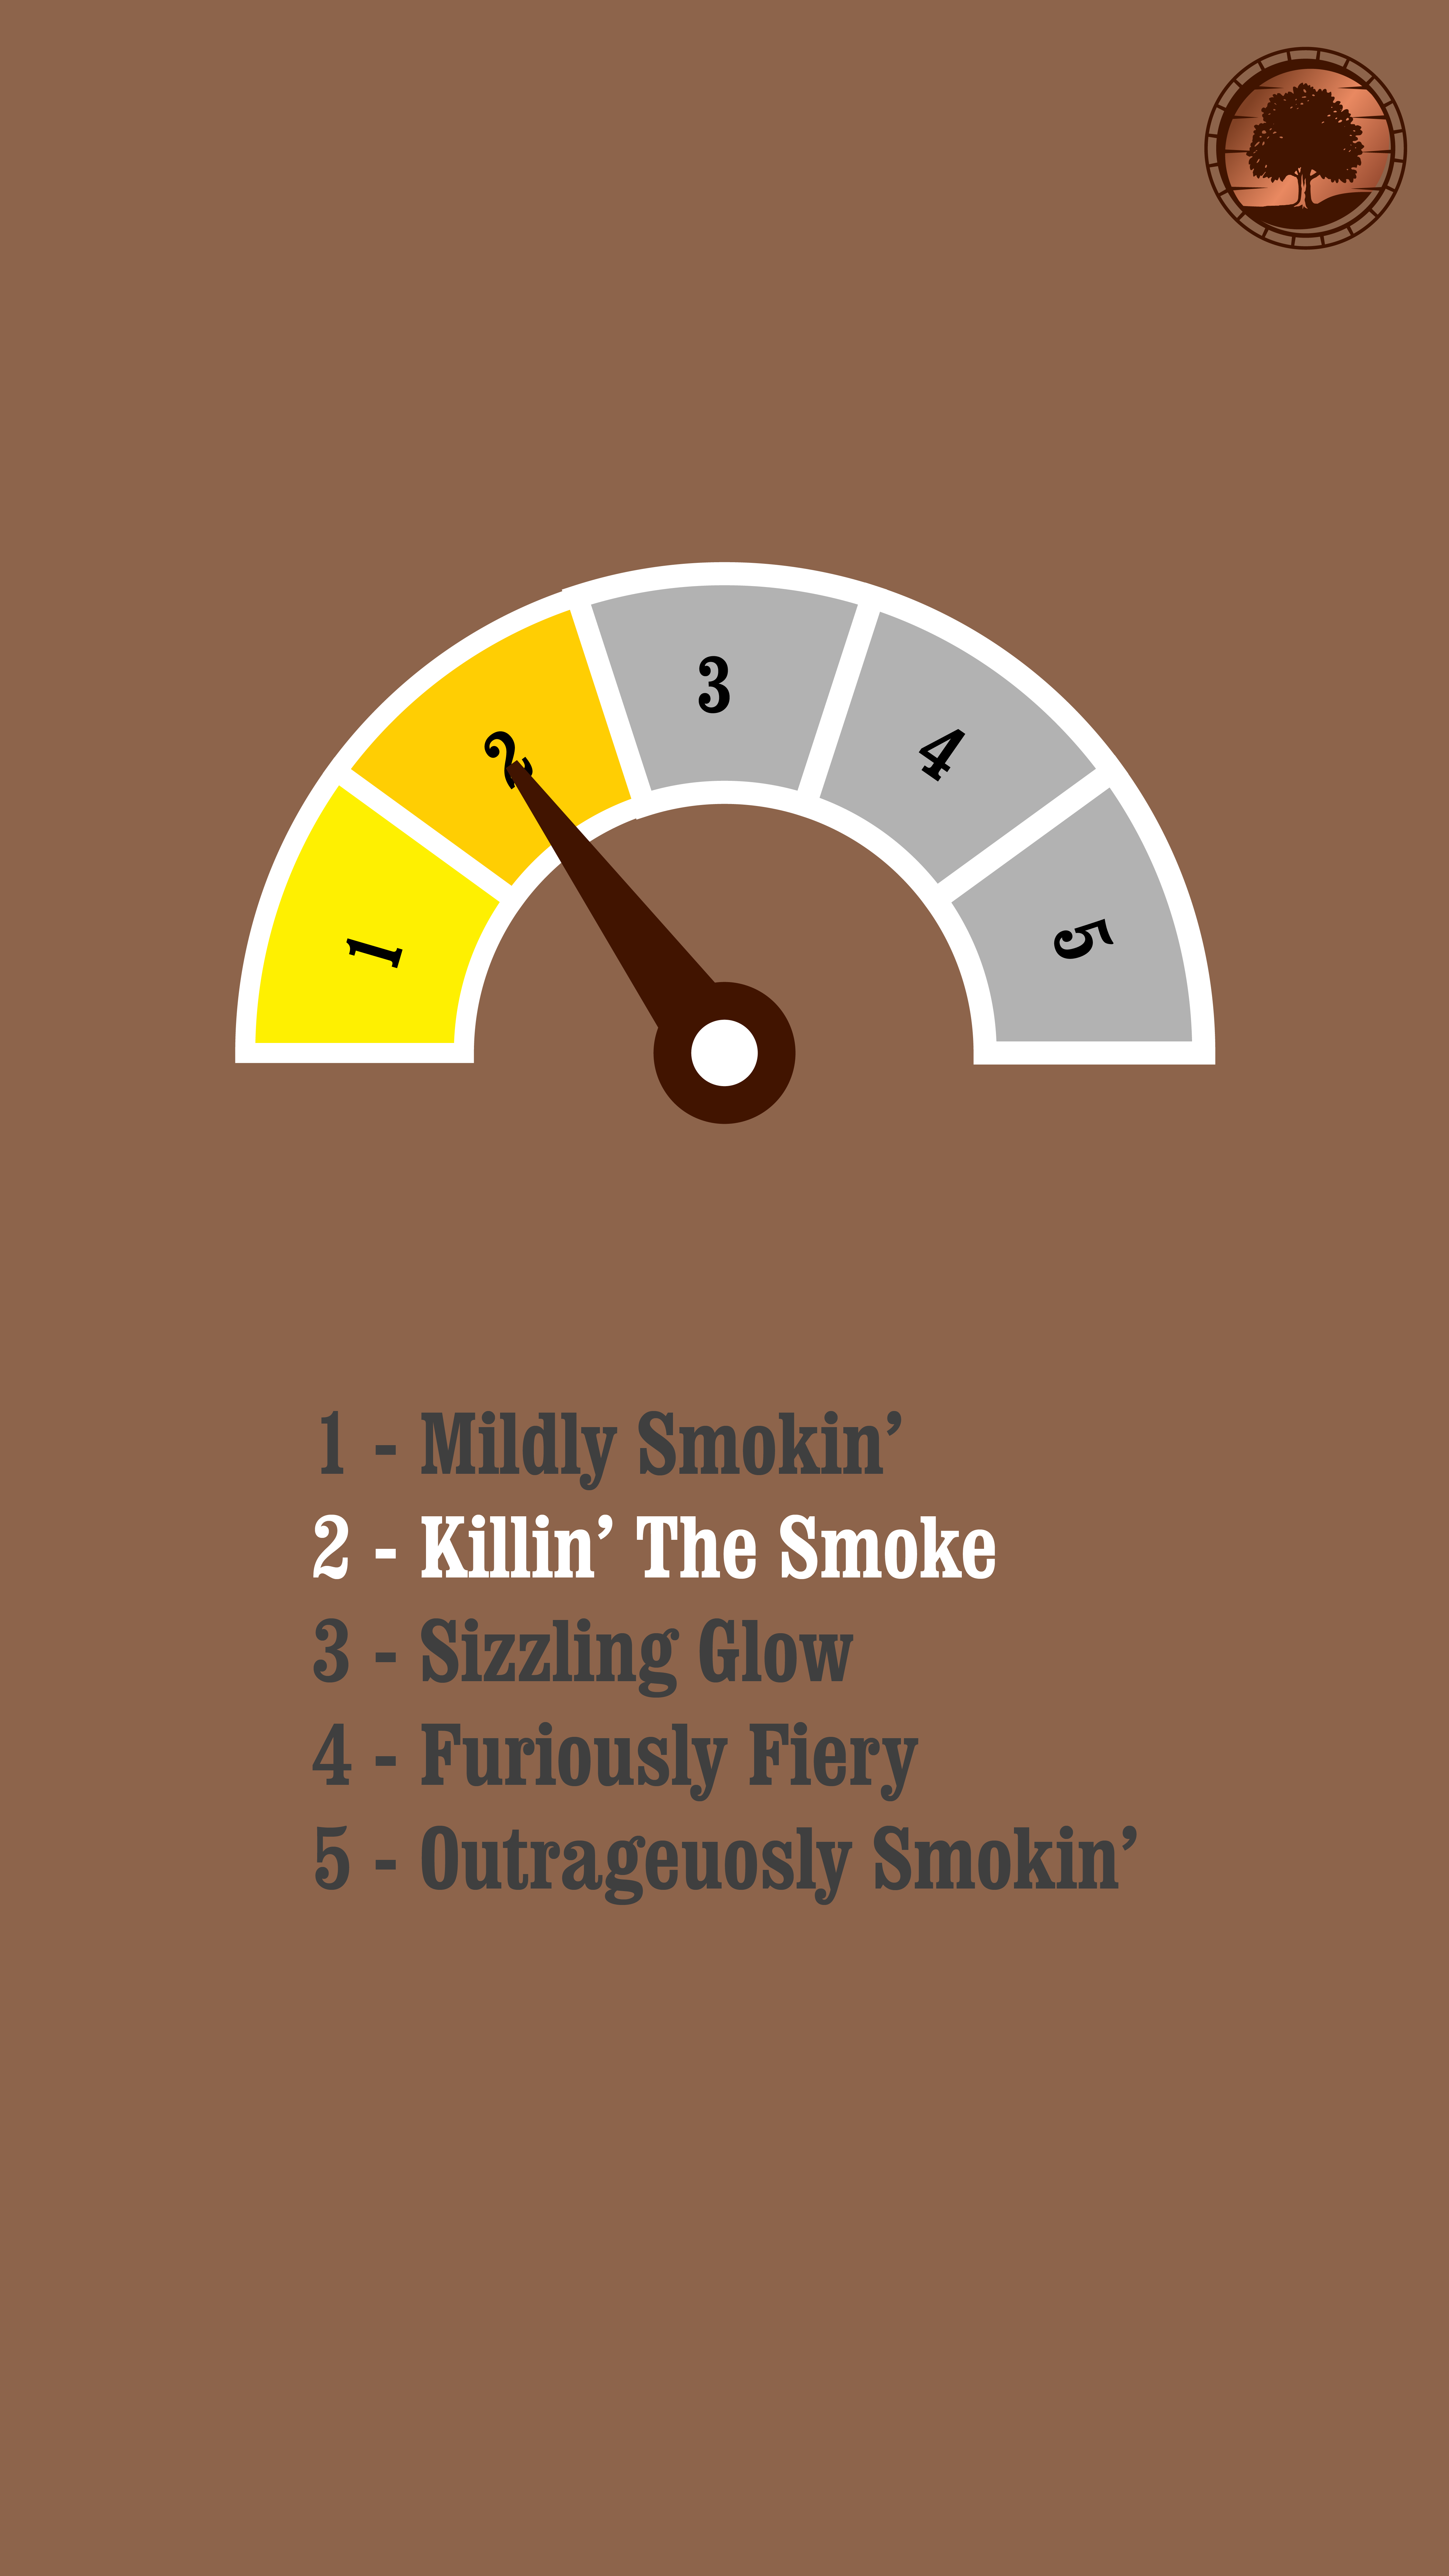 1
2
3
4
5
1 - Mildly Smokin’
2 - Killin’ The Smoke
3 - Sizzling Glow
4 - Furiously Fiery
5 - Outrageuosly Smokin’